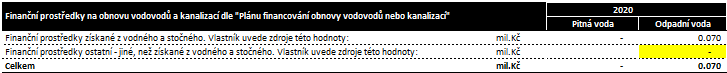 Finanční prostředky na obnovu vodovodů a kanalizací dle "Plánu financování obnovy vodovodů nebo kanalizací" 2020
Pitná voda Odpadní voda
Finanční prostředky získané z vodného a stočného. Vlastník uvede zdroje této hodnoty: mil.Kč - 0.070
Finanční prostředky ostatní - jiné, než získané z vodného a stočného. Vlastník uvede zdroje této hodnoty: mil.Kč - -
Celkem mil.Kč - 0.070